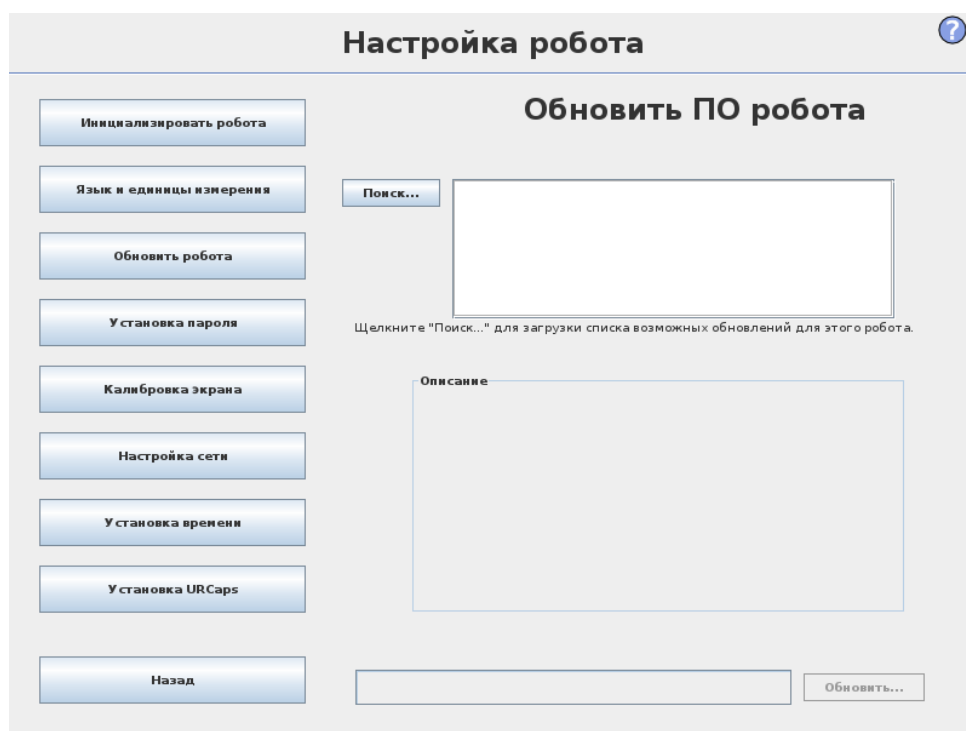 Настройка робота
?
Инициализировать робота
Язык и единицы измерения
Обновить робота
Установка пароля
Калибровка экрана
Настройка сети
Установка времени
Установка URCaps
Назад
Обновить ПО робота
Поиск...
Щелкните "Поиск..." для загрузки списка возможных обновлений для этого робота.
Описание
Обновить...